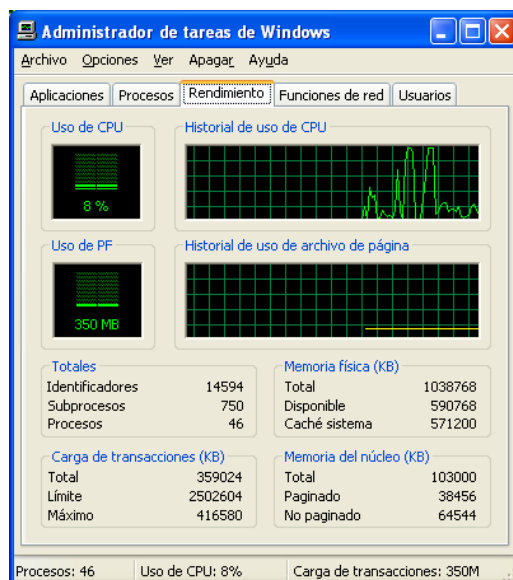 Administrador de tareas de Windows
Archivo Opciones Ver Apagar Ayuda
Aplicaciones Procesos Rendimiento Funciones de red Usuarios
Uso de CPU
8 %
Historial de uso de CPU
Uso de PF
350 MB
Historial de uso de archivo de página
Totales
Identificadores 14594
Subprocesos 750
Procesos 46
Memoria física (KB)
Total 1038768
Disponible 590768
Caché sistema 571200
Carga de transacciones (KB)
Total 359024
Límite 2502604
Máximo 416580
Memoria del núcleo (KB)
Total 103000
Paginado 38456
No paginado 64544
Procesos: 46 Uso de CPU: 8% Carga de transacciones: 350M